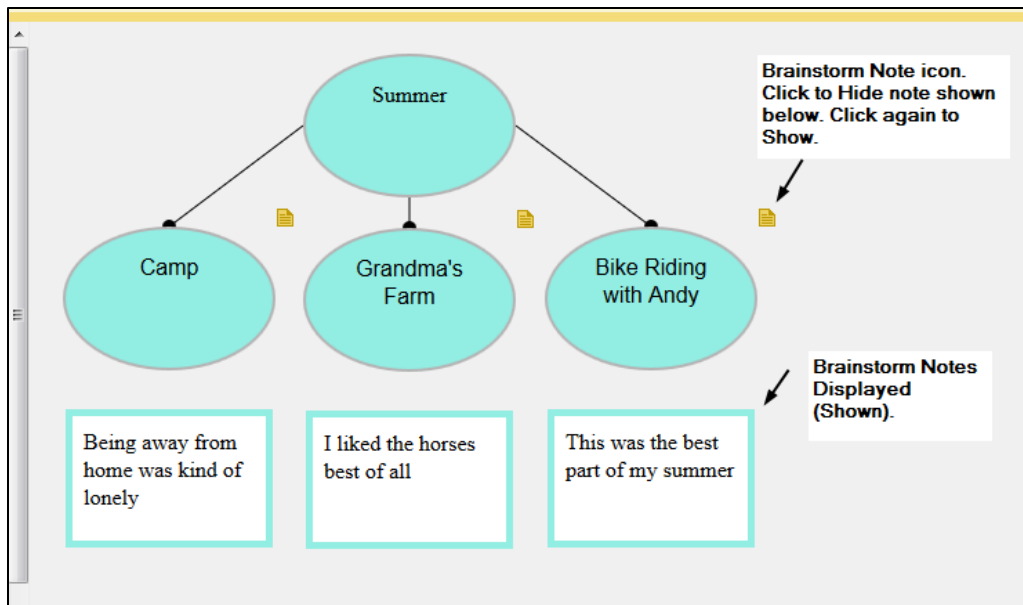 Summer
Brainstorm Note icon.
Click to Hide note shown
below. Click again to
Show.
Camp
Grandma's
Farm
Bike Riding
with Andy
Brainstorm Notes
Displayed
(Shown).
Being away from
home was kind of
lonely
I liked the horses
best of all
This was the best
part of my summer